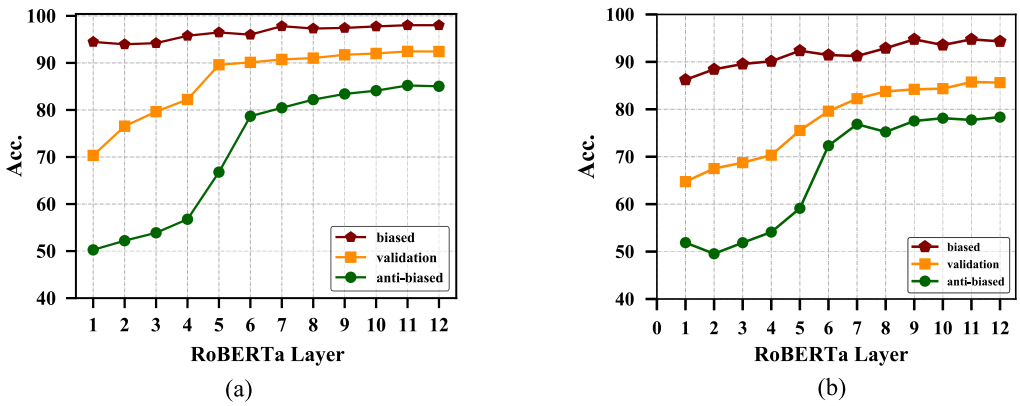 100
90
80
70
60
50
40
Acc.
biased
validation
anti-biased
1 2 3 4 5 6 7 8 9 10 11 12
RoBERTa Layer
(a)
100
90
80
70
60
50
40
Acc.
biased
validation
anti-biased
0 1 2 3 4 5 6 7 8 9 10 11 12
RoBERTa Layer
(b)